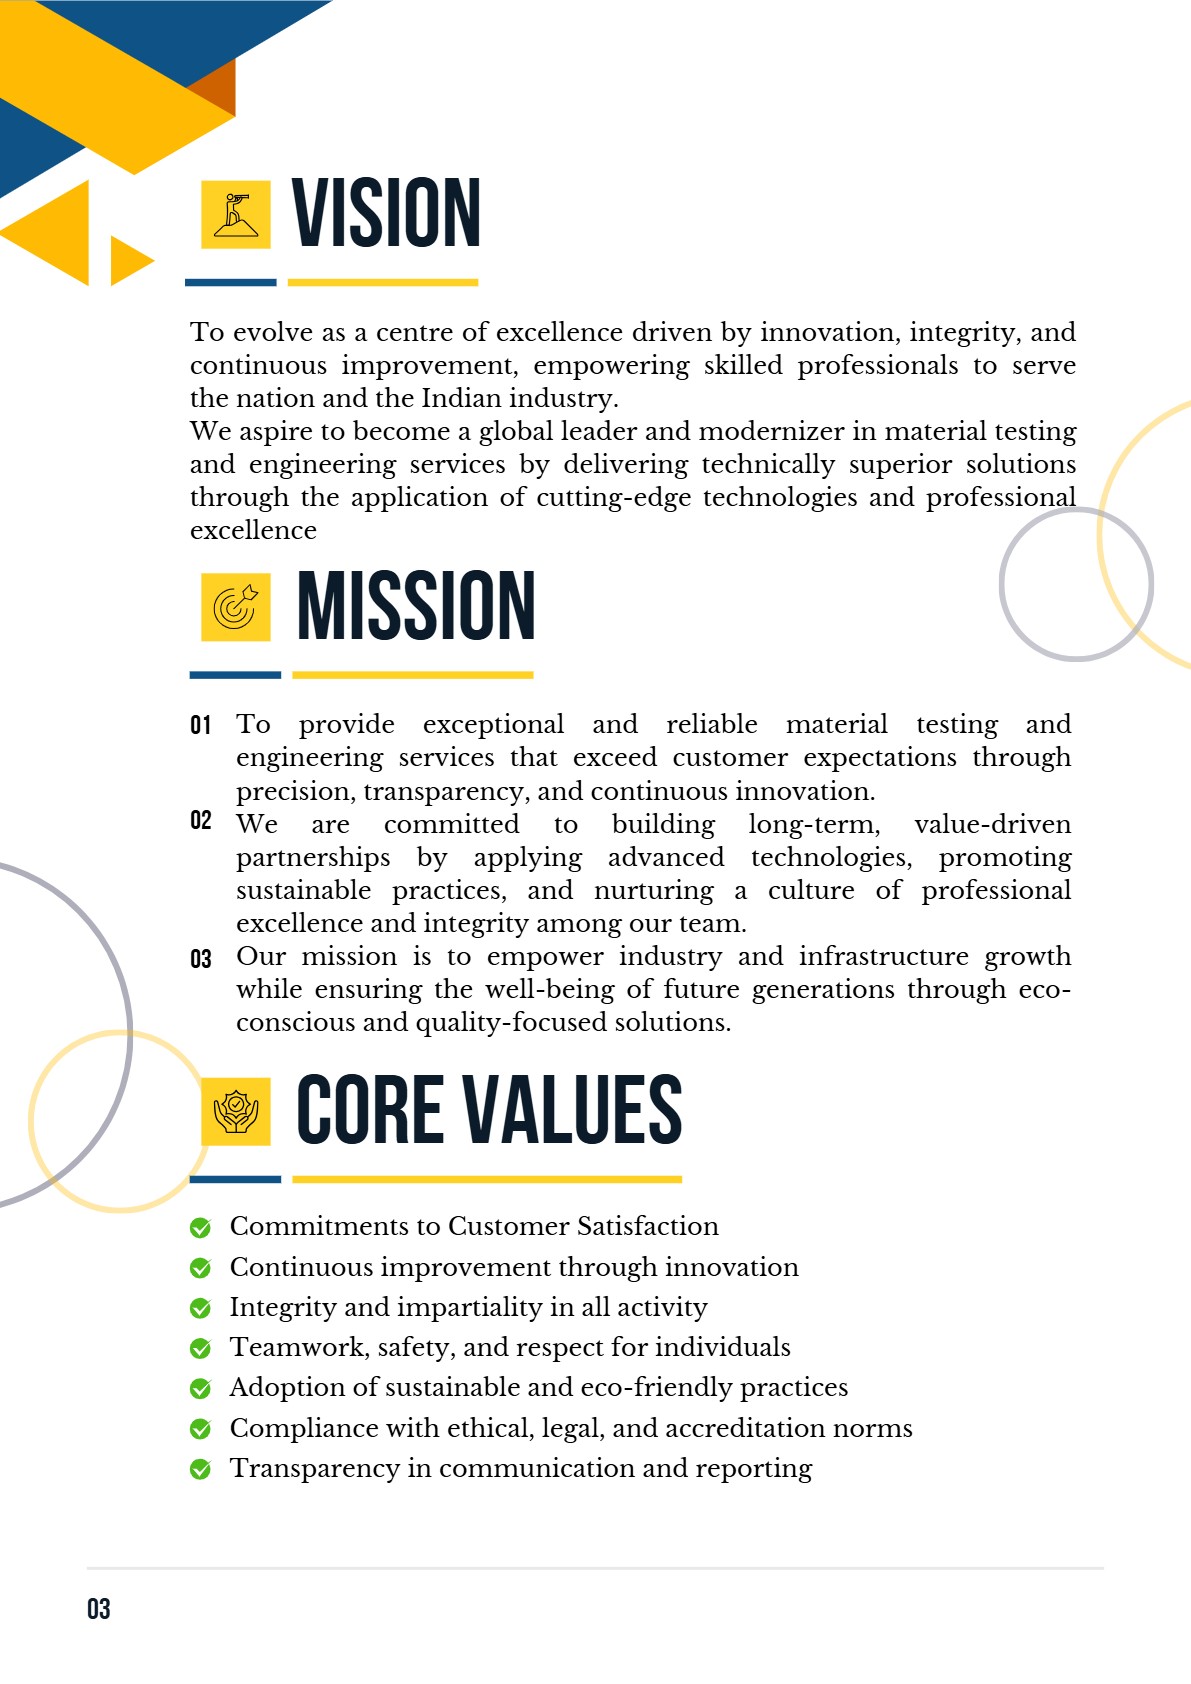 VISION
To evolve as a centre of excellence driven by innovation, integrity, and
continuous improvement, empowering skilled professionals to serve
the nation and the Indian industry.
We aspire to become a global leader and modernizer in material testing
and engineering services by delivering technically superior solutions
through the application of cutting-edge technologies and professional
excellence
MISSION
01 To provide exceptional and reliable material testing and
engineering services that exceed customer expectations through
precision, transparency, and continuous innovation.
02 We are committed to building long-term, value-driven
partnerships by applying advanced technologies, promoting
sustainable practices, and nurturing a culture of professional
excellence and integrity among our team.
03 Our mission is to empower industry and infrastructure growth
while ensuring the well-being of future generations through eco-
conscious and quality-focused solutions.
CORE VALUES
Commitments to Customer Satisfaction
Continuous improvement through innovation
Integrity and impartiality in all activity
Teamwork, safety, and respect for individuals
Adoption of sustainable and eco-friendly practices
Compliance with ethical, legal, and accreditation norms
Transparency in communication and reporting
03